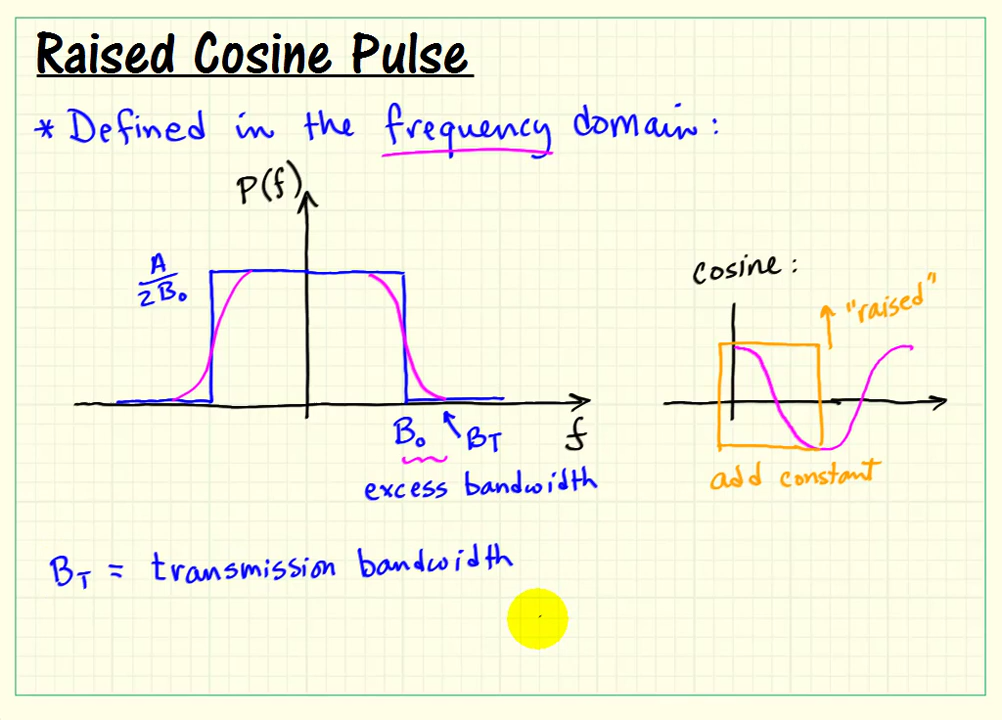 Raised Cosine Pulse
* Defined in the frequency domain:
P(f)
A
2B₀
B₀
B_T
f
excess bandwidth
cosine:
"raised"
add constant
B_T = transmission bandwidth